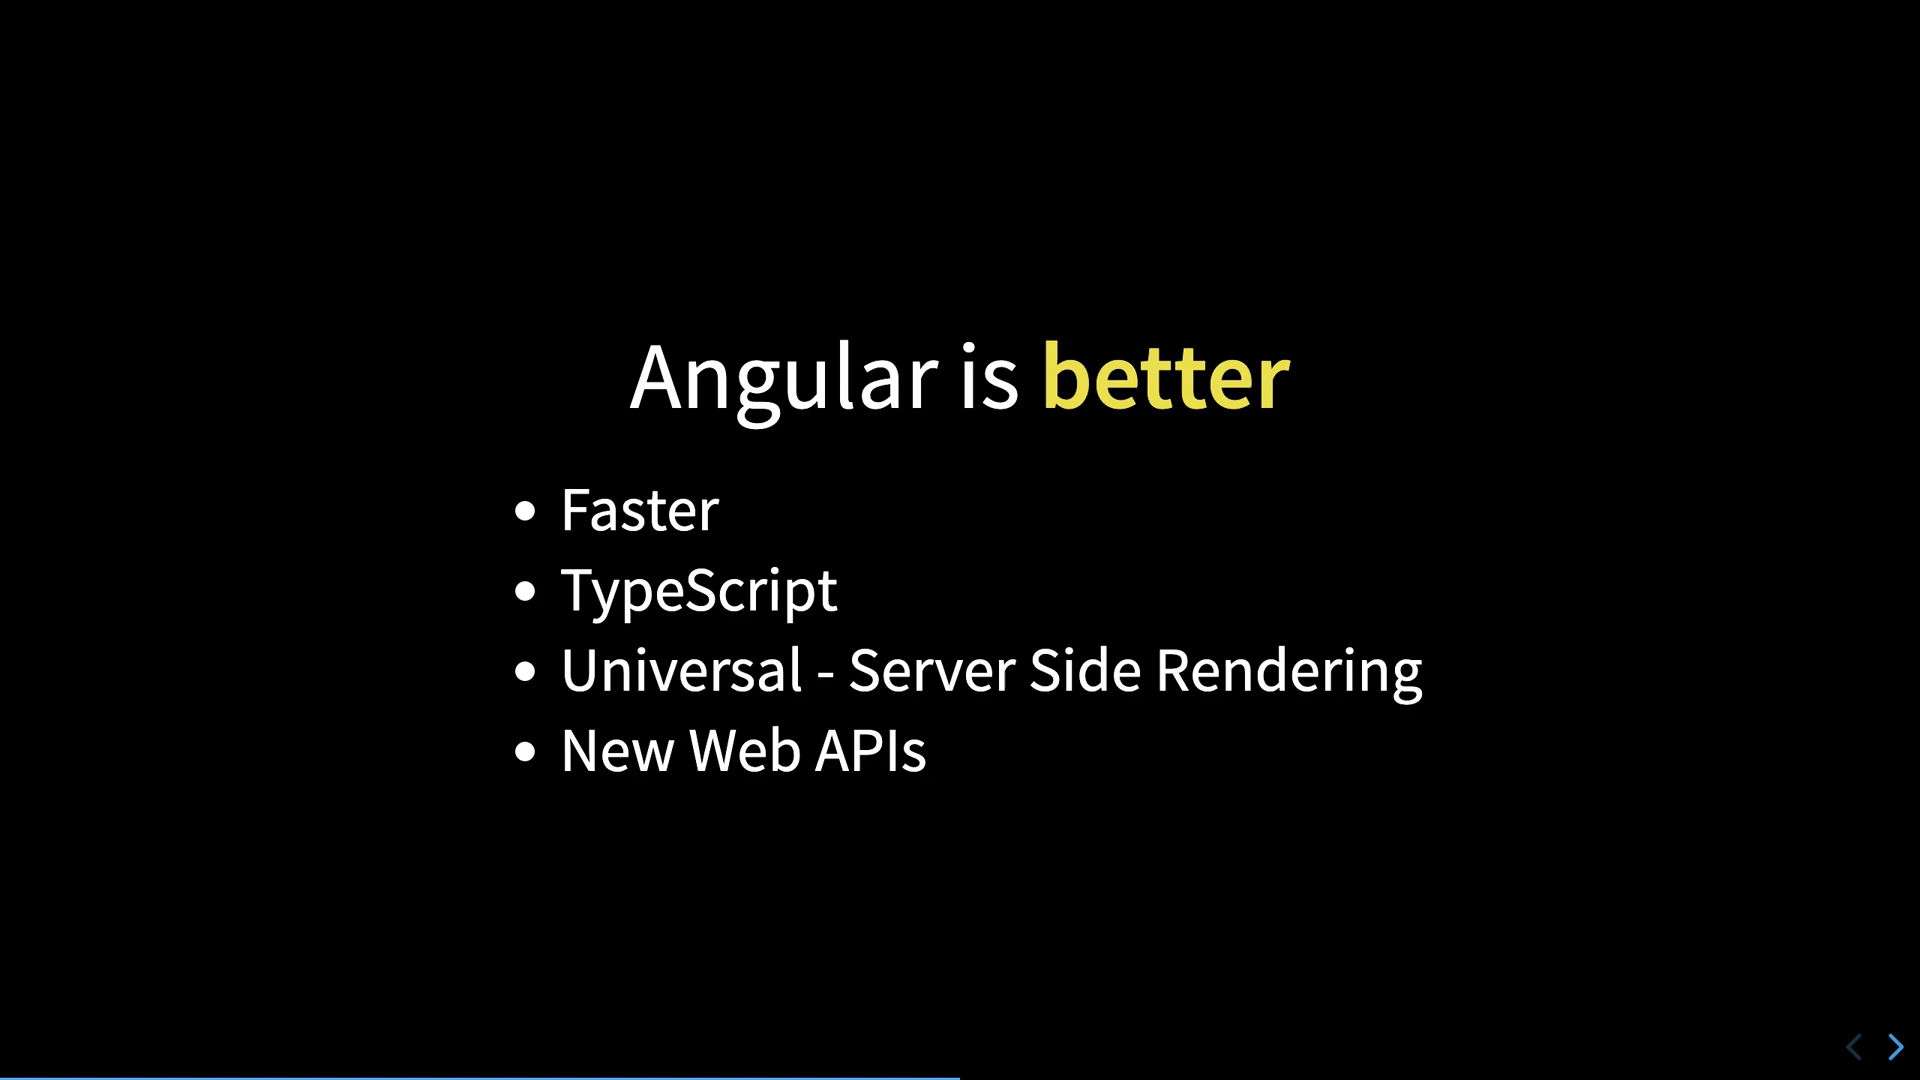 Angular is better
• Faster
• TypeScript
• Universal - Server Side Rendering
• New Web APIs